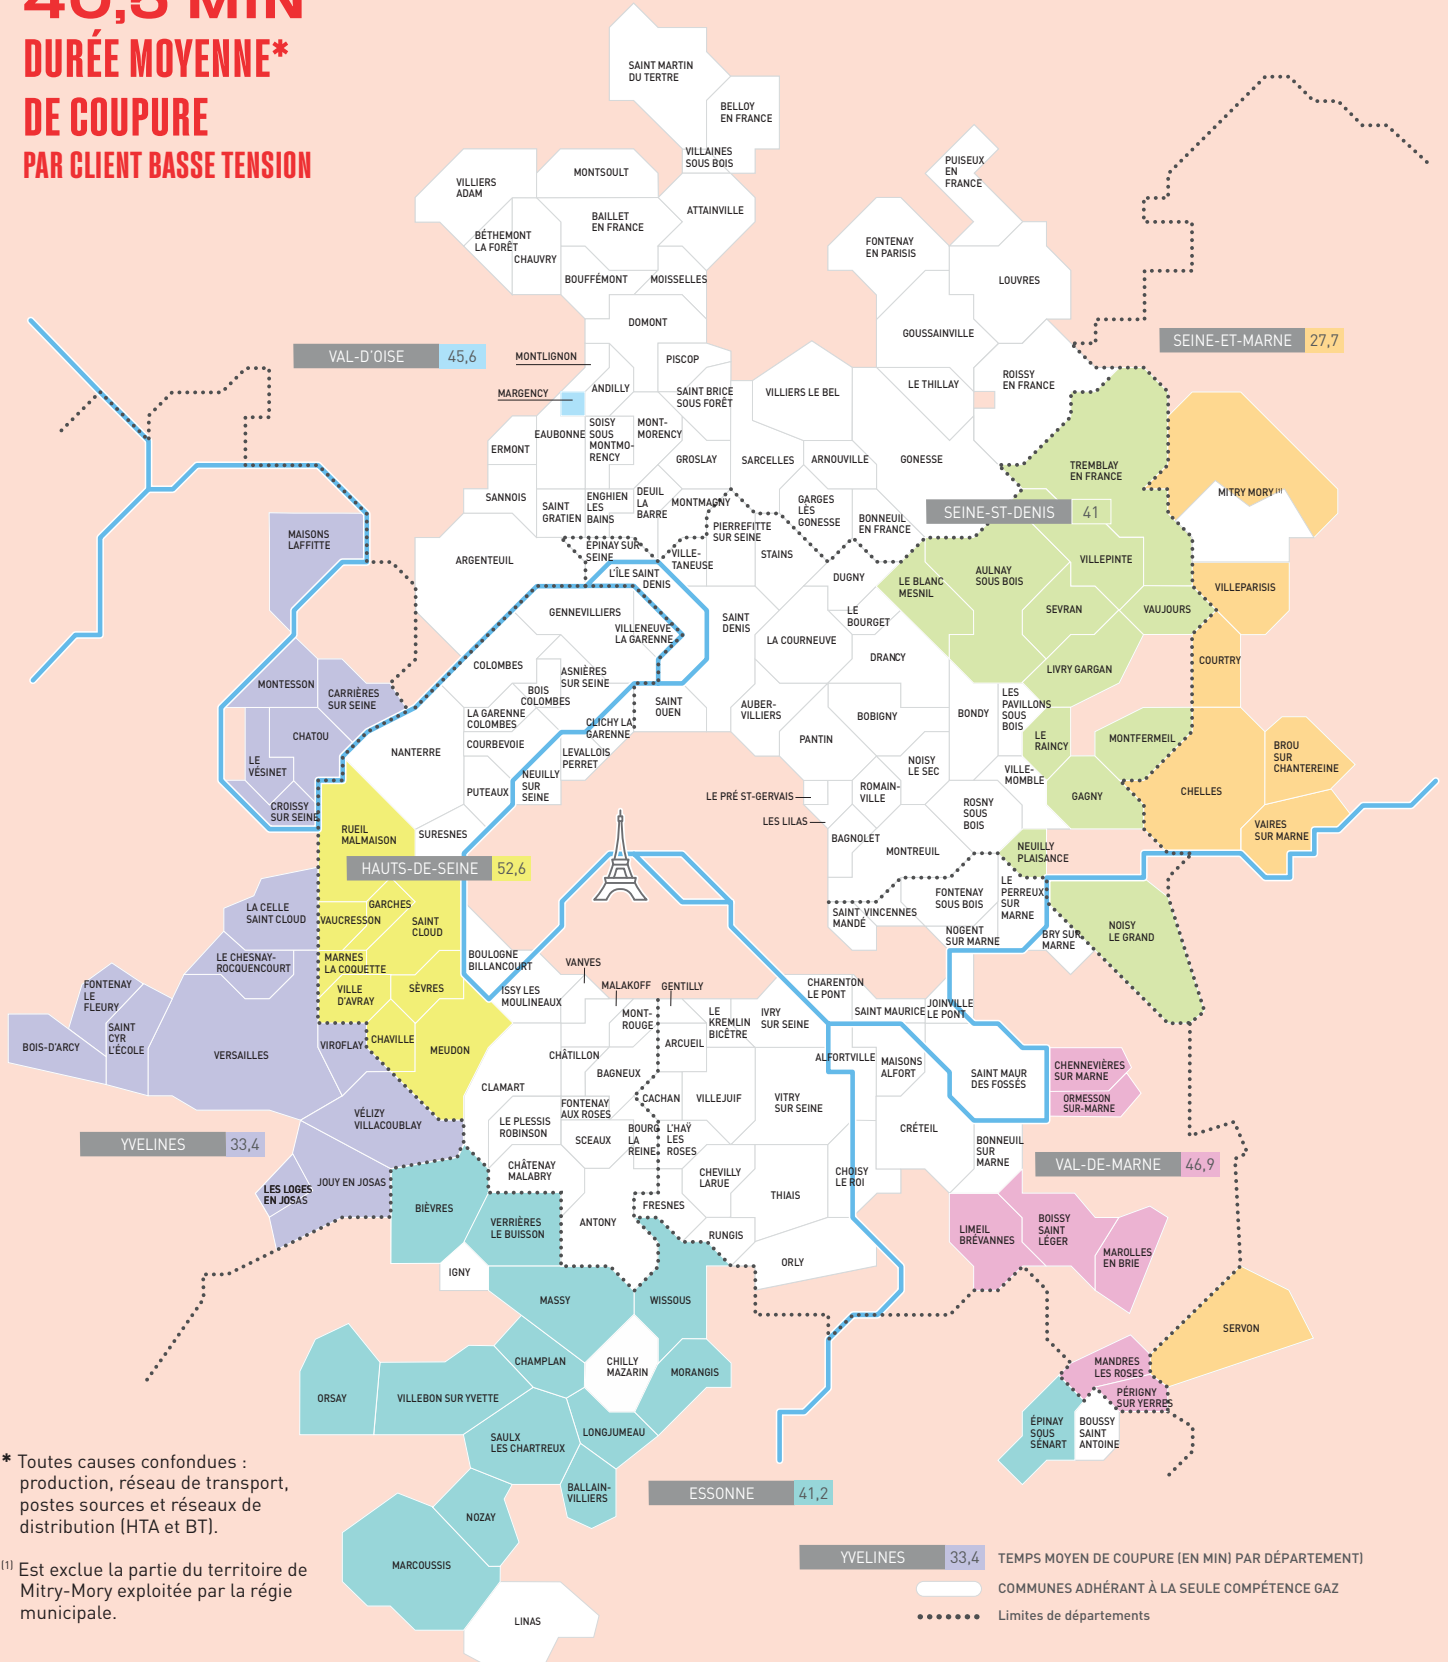 40,5 MIN
DURÉE MOYENNE*
DE COUPURE
PAR CLIENT BASSE TENSION
SAINT MARTIN
DU TERTRE
BELLOY
EN FRANCE
VILLAINES
SOUS BOIS
PUISEUX
EN
FRANCE
MONTSOULT
VILLIERS
ADAM
ATTAINVILLE
BAILLET
EN FRANCE
BÉTHEMONT
LA FORÊT
CHAUVRY
FONTENAY
EN PARISIS
BOUFFÉMONT
MOISSELLES
LOUVRES
DOMONT
GOUSSAINVILLE
SEINE-ET-MARNE 27,7
VAL-D'OISE 45,6
MONTLIGNON
PISCOP
MARGENCY
ANDILLY
SAINT BRICE
SOUS FORÊT
VILLIERS LE BEL
LE THILLAY
ROISSY
EN FRANCE
EAUBONNE
SOISY
SOUS
MONTMO-
RENCY
MONT-
MORENCY
ERMONT
GROSLAY
SARCELLES
ARNOUVILLE
GONESSE
TREMBLAY
EN FRANCE
MITRY MORY (1)
SANNOIS
SAINT
GRATIEN
ENGHIEN
LES
BAINS
DEUIL
LA
BARRE
MONTMAGNY
GARGES
LÈS
GONESSE
BONNEUIL
EN FRANCE
SEINE-ST-DENIS 41
MAISONS
LAFFITTE
ARGENTEUIL
ÉPINAY SUR
SEINE
VILLE-
TANEUSE
PIERREFITTE
SUR SEINE
STAINS
L'ÎLE SAINT
DENIS
DUGNY
LE BLANC
MESNIL
AULNAY
SOUS BOIS
VILLEPINTE
VILLEPARISIS
GENNEVILLIERS
VILLENEUVE
LA GARENNE
SAINT
DENIS
LE
BOURGET
SEVRAN
VAUJOURS
LA COURNEUVE
DRANCY
COLOMBES
ASNIÈRES
SUR SEINE
LIVRY GARGAN
COURTRY
MONTESSON
CARRIÈRES
SUR SEINE
BOIS
COLOMBES
LA GARENNE
COLOMBES
SAINT
OUEN
AUBER-
VILLIERS
BOBIGNY
BONDY
LES
PAVILLONS
SOUS
BOIS
CLICHY LA
GARENNE
CHATOU
NANTERRE
COURBEVOIE
LEVALLOIS
PERRET
PANTIN
LE
RAINCY
MONTFERMEIL
BROU
SUR
CHANTEREINE
LE
VÉSINET
NEUILLY
SUR
SEINE
NOISY
LE SEC
VILLE-
MOMBLE
PUTEAUX
LE PRÉ ST-GERVAIS
ROMAIN-
VILLE
GAGNY
CHELLES
CROISSY
SUR SEINE
ROSNY
SOUS
BOIS
LES LILAS
RUEIL
MALMAISON
SURESNES
BAGNOLET
VAIRES
SUR MARNE
MONTREUIL
NEUILLY
PLAISANCE
HAUTS-DE-SEINE 52,6
LA CELLE
SAINT CLOUD
VAUCRESSON
GARCHES
SAINT
CLOUD
SAINT
MANDÉ
VINCENNES
FONTENAY
SOUS BOIS
LE
PERREUX
SUR
MARNE
NOGENT
SUR MARNE
BRY SUR
MARNE
NOISY
LE GRAND
LE CHESNAY-
ROCQUENCOURT
MARNES
LA COQUETTE
BOULOGNE
BILLANCOURT
VANVES
FONTENAY
LE
FLEURY
VILLE
D'AVRAY
SÈVRES
ISSY LES
MOULINEAUX
MALAKOFF
GENTILLY
CHARENTON
LE PONT
SAINT MAURICE
JOINVILLE
LE PONT
SAINT
CYR
L'ÉCOLE
MONT-
ROUGE
LE
KREMLIN
BICÊTRE
IVRY
SUR SEINE
BOIS-D'ARCY
VERSAILLES
VIROFLAY
CHAVILLE
MEUDON
CHÂTILLON
ARCUEIL
ALFORTVILLE
MAISONS
ALFORT
SAINT MAUR
DES FOSSÉS
CHENNEVIÈRES
SUR MARNE
CLAMART
BAGNEUX
ORMESSON
SUR-MARNE
FONTENAY
AUX ROSES
CACHAN
VILLEJUIF
VITRY
SUR SEINE
VÉLIZY
VILLACOUBLAY
LE PLESSIS
ROBINSON
SCEAUX
BOURG
LA
REINE
L'HAŸ
LES
ROSES
CRÉTEIL
YVELINES 33,4
BONNEUIL
SUR
MARNE
VAL-DE-MARNE 46,9
CHÂTENAY
MALABRY
CHEVILLY
LARUE
CHOISY
LE ROI
JOUY EN JOSAS
LES LOGES
EN JOSAS
THIAIS
BIÈVRES
VERRIÈRES
LE BUISSON
ANTONY
FRESNES
RUNGIS
LIMEIL
BRÉVANNES
BOISSY
SAINT
LÉGER
MAROLLES
EN BRIE
ORLY
IGNY
MASSY
WISSOUS
SERVON
CHAMPLAN
CHILLY
MAZARIN
MORANGIS
MANDRES
LES ROSES
ORSAY
VILLEBON SUR YVETTE
PÉRIGNY
SUR YERRES
SAULX
LES CHARTREUX
LONGJUMEAU
ÉPINAY
SOUS
SÉNART
BOUSSY
SAINT
ANTOINE
BALLAIN-
VILLIERS
ESSONNE 41,2
NOZAY
MARCOUSSIS
LINAS
* Toutes causes confondues :
production, réseau de transport,
postes sources et réseaux de
distribution (HTA et BT).
(1) Est exclue la partie du territoire de
Mitry-Mory exploitée par la régie
municipale.
YVELINES 33,4 TEMPS MOYEN DE COUPURE (EN MIN) PAR DÉPARTEMENT)
COMMUNES ADHÉRANT À LA SEULE COMPÉTENCE GAZ
Limites de départements